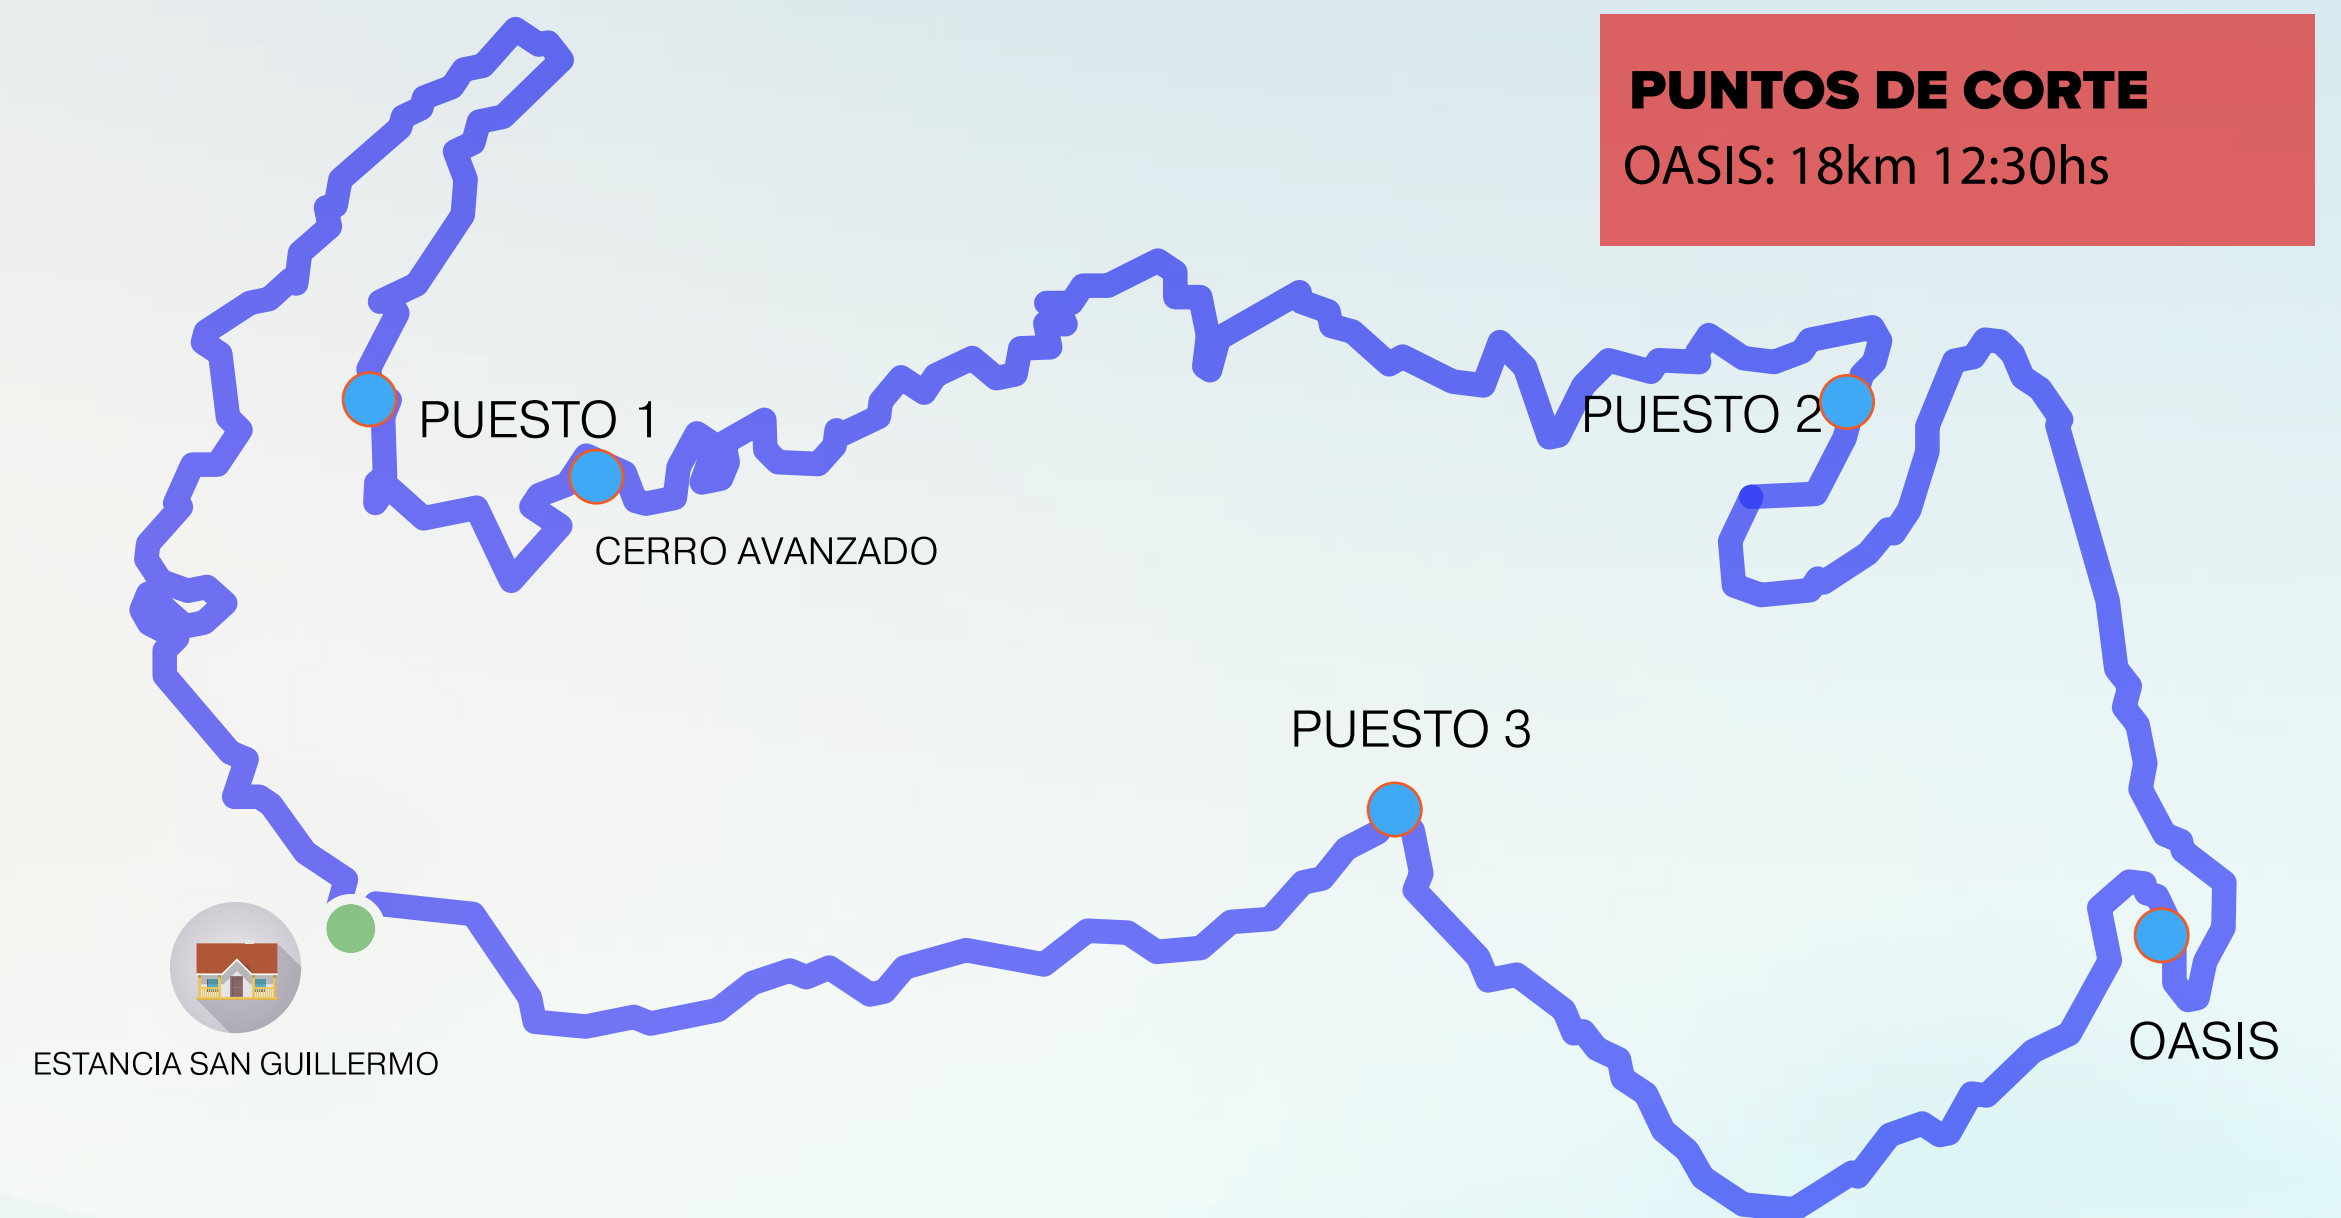 PUNTOS DE CORTE
OASIS: 18km 12:30hs
PUESTO 1
PUESTO 2
CERRO AVANZADO
PUESTO 3
OASIS
ESTANCIA SAN GUILLERMO